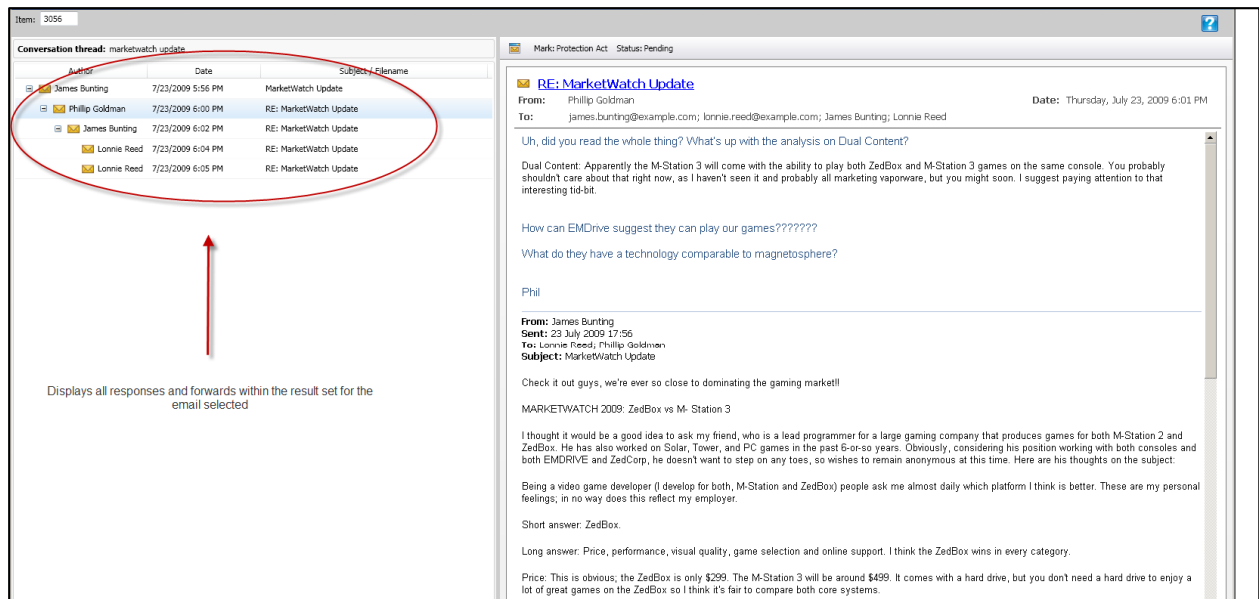 Item: 3056
Conversation thread: marketwatch update
Author Date Subject / Filename
James Bunting 7/23/2009 5:56 PM MarketWatch Update
Phillip Goldman 7/23/2009 6:00 PM RE: MarketWatch Update
James Bunting 7/23/2009 6:02 PM RE: MarketWatch Update
Lonnie Reed 7/23/2009 6:04 PM RE: MarketWatch Update
Lonnie Reed 7/23/2009 6:05 PM RE: MarketWatch Update
Displays all responses and forwards within the result set for the
email selected
?
Mark: Protection Act Status: Pending
RE: MarketWatch Update
From: Phillip Goldman Date: Thursday, July 23, 2009 6:01 PM
To: james.bunting@example.com; lonnie.reed@example.com; James Bunting; Lonnie Reed
Uh, did you read the whole thing? What's up with the analysis on Dual Content?
Dual Content: Apparently the M-Station 3 will come with the ability to play both ZedBox and M-Station 3 games on the same console. You probably
shouldn't care about that right now, as I haven't seen it and probably all marketing vaporware, but you might soon. I suggest paying attention to that
interesting tid-bit.
How can EMDrive suggest they can play our games???????
What do they have a technology comparable to magnetosphere?
Phil
From: James Bunting
Sent: 23 July 2009 17:56
To: Lonnie Reed; Phillip Goldman
Subject: MarketWatch Update
Check it out guys, we're ever so close to dominating the gaming market!!
MARKETWATCH 2009: ZedBox vs M- Station 3
I thought it would be a good idea to ask my friend, who is a lead programmer for a large gaming company that produces games for both M-Station 2 and
ZedBox. He has also worked on Solar, Tower, and PC games in the past 6-or-so years. Obviously, considering his position working with both consoles and
both EMDRIVE and ZedCorp, he doesn't want to step on any toes, so wishes to remain anonymous at this time. Here are his thoughts on the subject:
Being a video game developer (I develop for both, M-Station and ZedBox) people ask me almost daily which platform I think is better. These are my personal
feelings; in no way does this reflect my employer.
Short answer: ZedBox.
Long answer: Price, performance, visual quality, game selection and online support. I think the ZedBox wins in every category.
Price: This is obvious; the ZedBox is only $299. The M-Station 3 will be around $499. It comes with a hard drive, but you don't need a hard drive to enjoy a
lot of great games on the ZedBox so I think it's fair to compare both core systems.